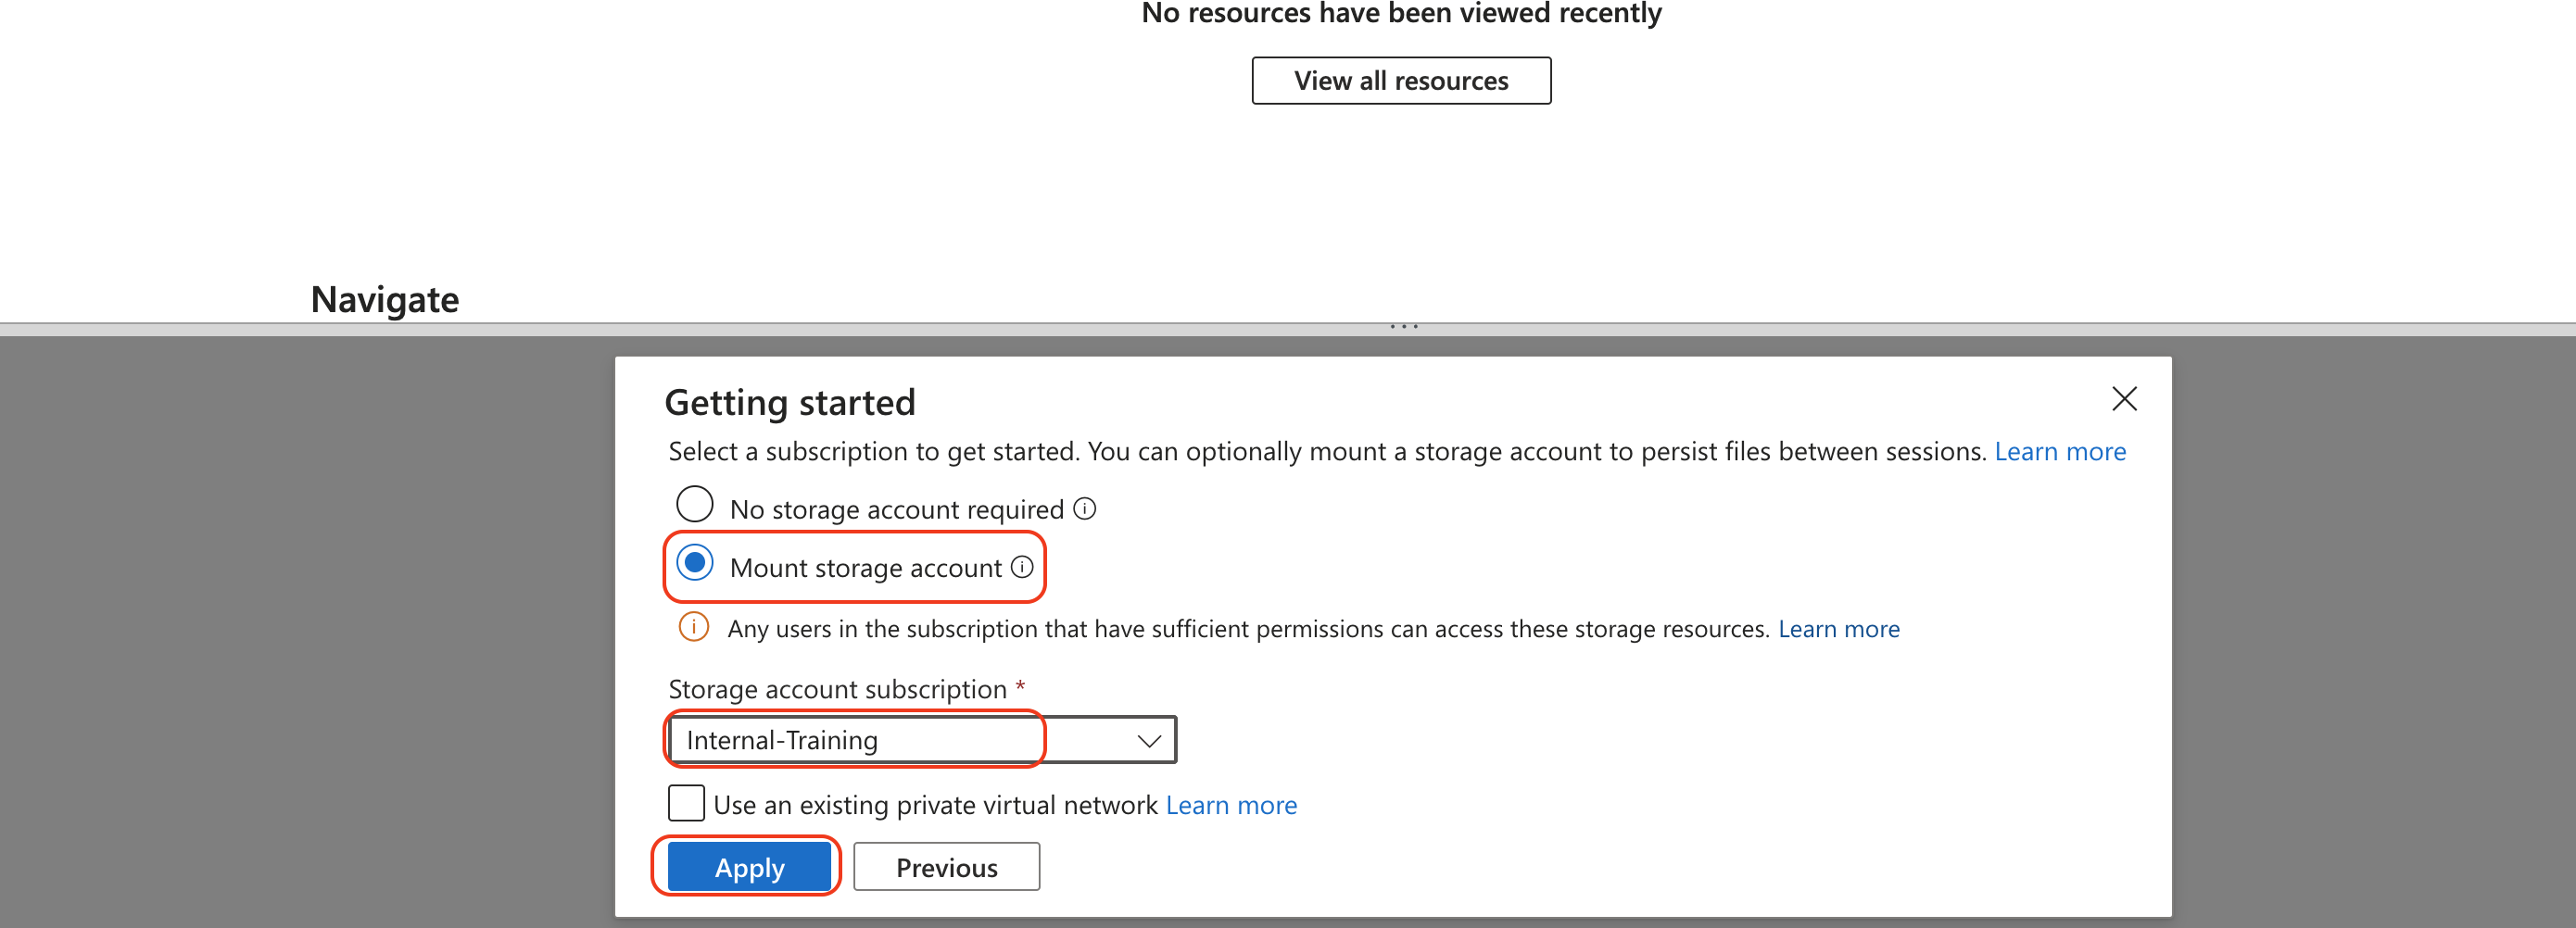 No resources have been viewed recently
View all resources
Navigate
Getting started
Select a subscription to get started. You can optionally mount a storage account to persist files between sessions. Learn more
No storage account required
Mount storage account
Any users in the subscription that have sufficient permissions can access these storage resources. Learn more
Storage account subscription *
Internal-Training
Use an existing private virtual network Learn more
Apply
Previous